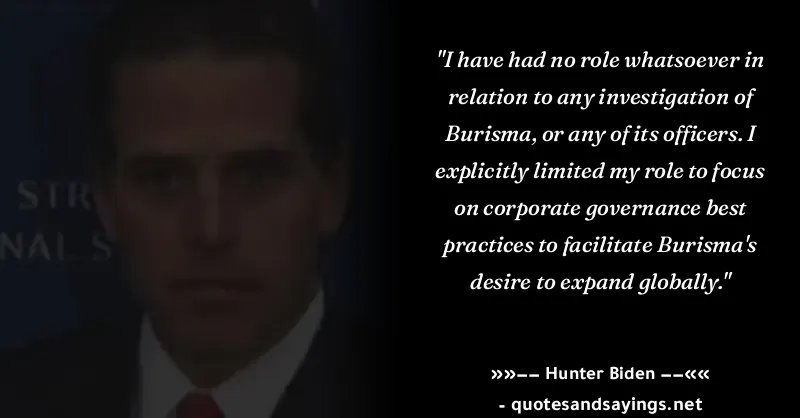 "I have had no role whatsoever in
relation to any investigation of
Burisma, or any of its officers. I
explicitly limited my role to focus
on corporate governance best
practices to facilitate Burisma's
desire to expand globally."
STR
NAL S
»»–– Hunter Biden ––««
- quotesandsayings.net